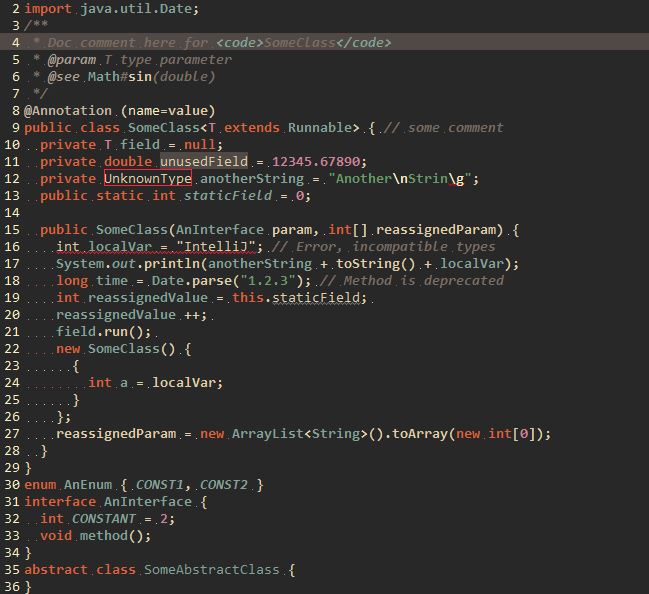 2 import java.util.Date;
3 /**
4  * Doc comment here for <code>SomeClass</code>
5  * @param T type parameter
6  * @see Math#sin(double)
7  */
8 @Annotation (name=value)
9 public class SomeClass<T extends Runnable> { // some comment
10   private T field = null;
11   private double unusedField = 12345.67890;
12   private UnknownType anotherString = "Another\nStrin\g";
13   public static int staticField = 0;
14
15   public SomeClass(AnInterface param, int[] reassignedParam) {
16     int localVar = "IntelliJ"; // Error, incompatible types
17     System.out.println(anotherString + toString() + localVar);
18     long time = Date.parse("1.2.3"); // Method is deprecated
19     int reassignedValue = this.staticField;
20     reassignedValue ++;
21     field.run();
22     new SomeClass() {
23       {
24         int a = localVar;
25       }
26     };
27     reassignedParam = new ArrayList<String>().toArray(new int[0]);
28   }
29 }
30 enum AnEnum { CONST1, CONST2 }
31 interface AnInterface {
32   int CONSTANT = 2;
33   void method();
34 }
35 abstract class SomeAbstractClass {
36 }